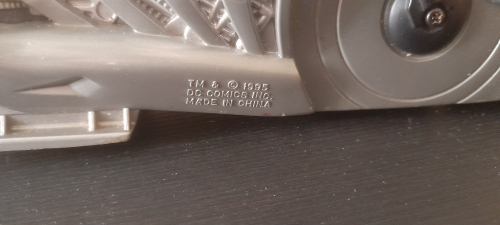 TM & © 1995
DC COMICS INC.
MADE IN CHINA